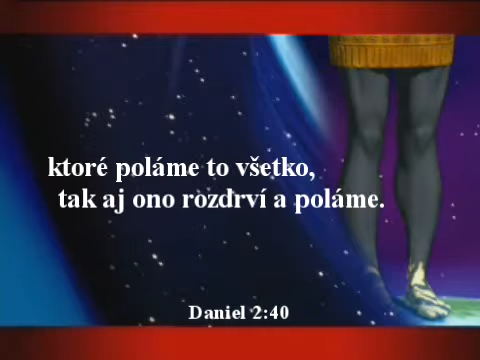 ktoré poláme to všetko,
tak aj ono rozdrví a poláme.
Daniel 2:40